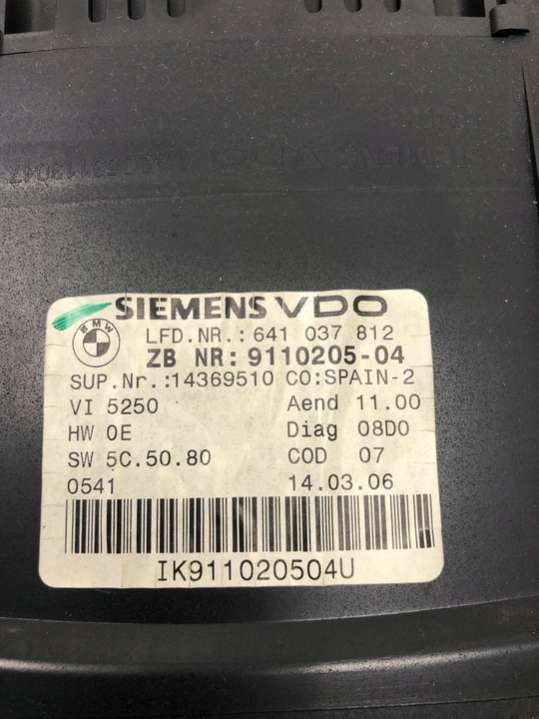 SIEMENS VDO
BMW
LFD.NR.: 641 037 812
ZB NR: 9110205-04
SUP.Nr.:14369510 CO:SPAIN-2
VI 5250 Aend 11.00
HW 0E Diag 08D0
SW 5C.50.80 COD 07
0541 14.03.06
IK911020504U